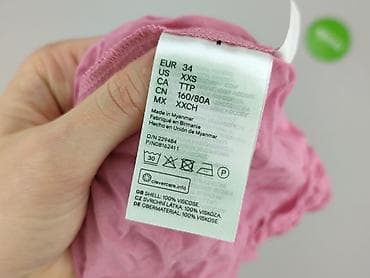 EUR 34
US XXS
CA TTP
CN 160/80A
MX XXCH
Made in Myanmar
Fabriqué en Birmanie
Hecho en Unión de Myanmar
O/N 229484
P/N08162411
30
P
clevercare.info
GB SHELL: 100% VISCOSE.
CZ SVRCHNÍ LÁTKA: 100% VISKÓZA.
DE OBERMATERIAL: 100% VISKOSE.